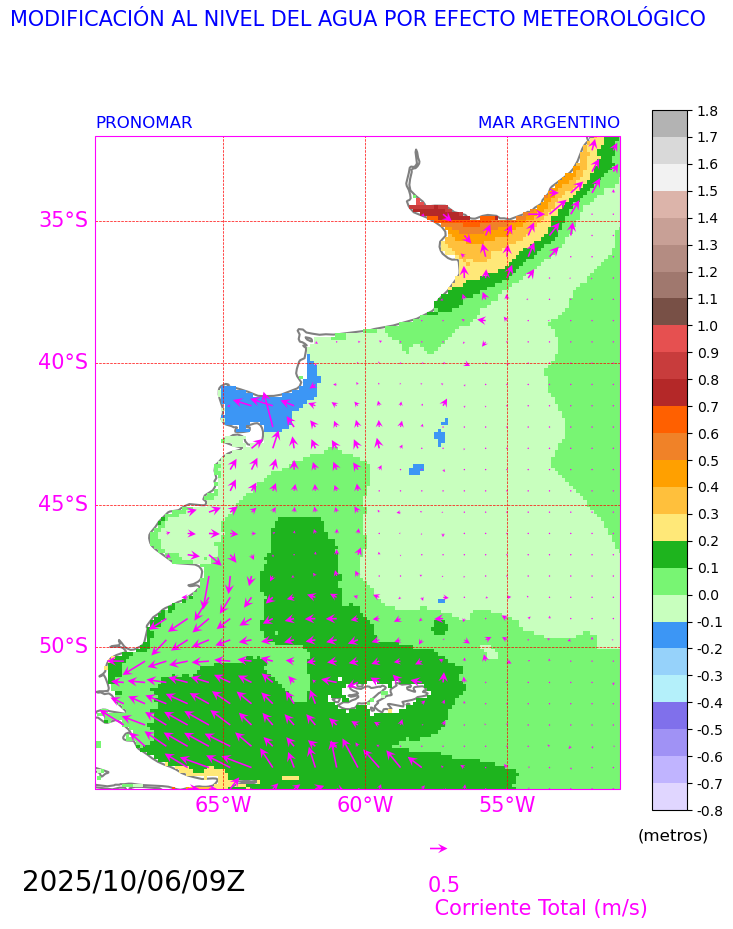 MODIFICACIÓN AL NIVEL DEL AGUA POR EFECTO METEOROLÓGICO
PRONOMAR
MAR ARGENTINO
35°S
40°S
45°S
50°S
65°W
60°W
55°W
1.8
1.7
1.6
1.5
1.4
1.3
1.2
1.1
1.0
0.9
0.8
0.7
0.6
0.5
0.4
0.3
0.2
0.1
0.0
-0.1
-0.2
-0.3
-0.4
-0.5
-0.6
-0.7
-0.8
(metros)
2025/10/06/09Z
0.5
Corriente Total (m/s)